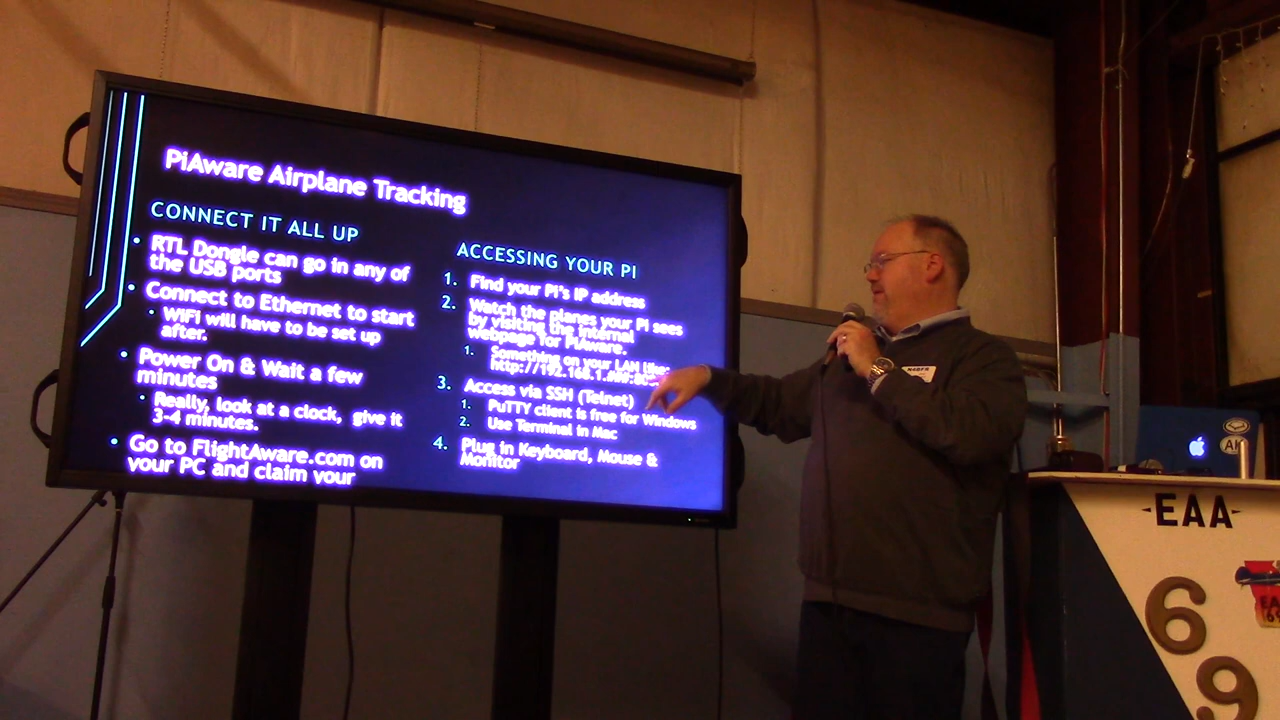 PiAware Airplane Tracking
CONNECT IT ALL UP
• RTL Dongle can go in any of
the USB ports
• Connect to Ethernet to start
• WiFi will have to be set up
after.
• Power On & Wait a few
minutes
• Really, look at a clock, give it
3-4 minutes.
• Go to FlightAware.com on
your PC and claim your
ACCESSING YOUR PI
1. Find your Pi's IP address
2. Watch the planes your Pi sees
by visiting the internal
webpage for PiAware.
1. Something on your LAN like:
http://192.168.1.
3. Access via SSH (Telnet)
1. PuTTY client is free for Windows
2. Use Terminal in Mac
4. Plug in Keyboard, Mouse &
Monitor
AK
EAA
69